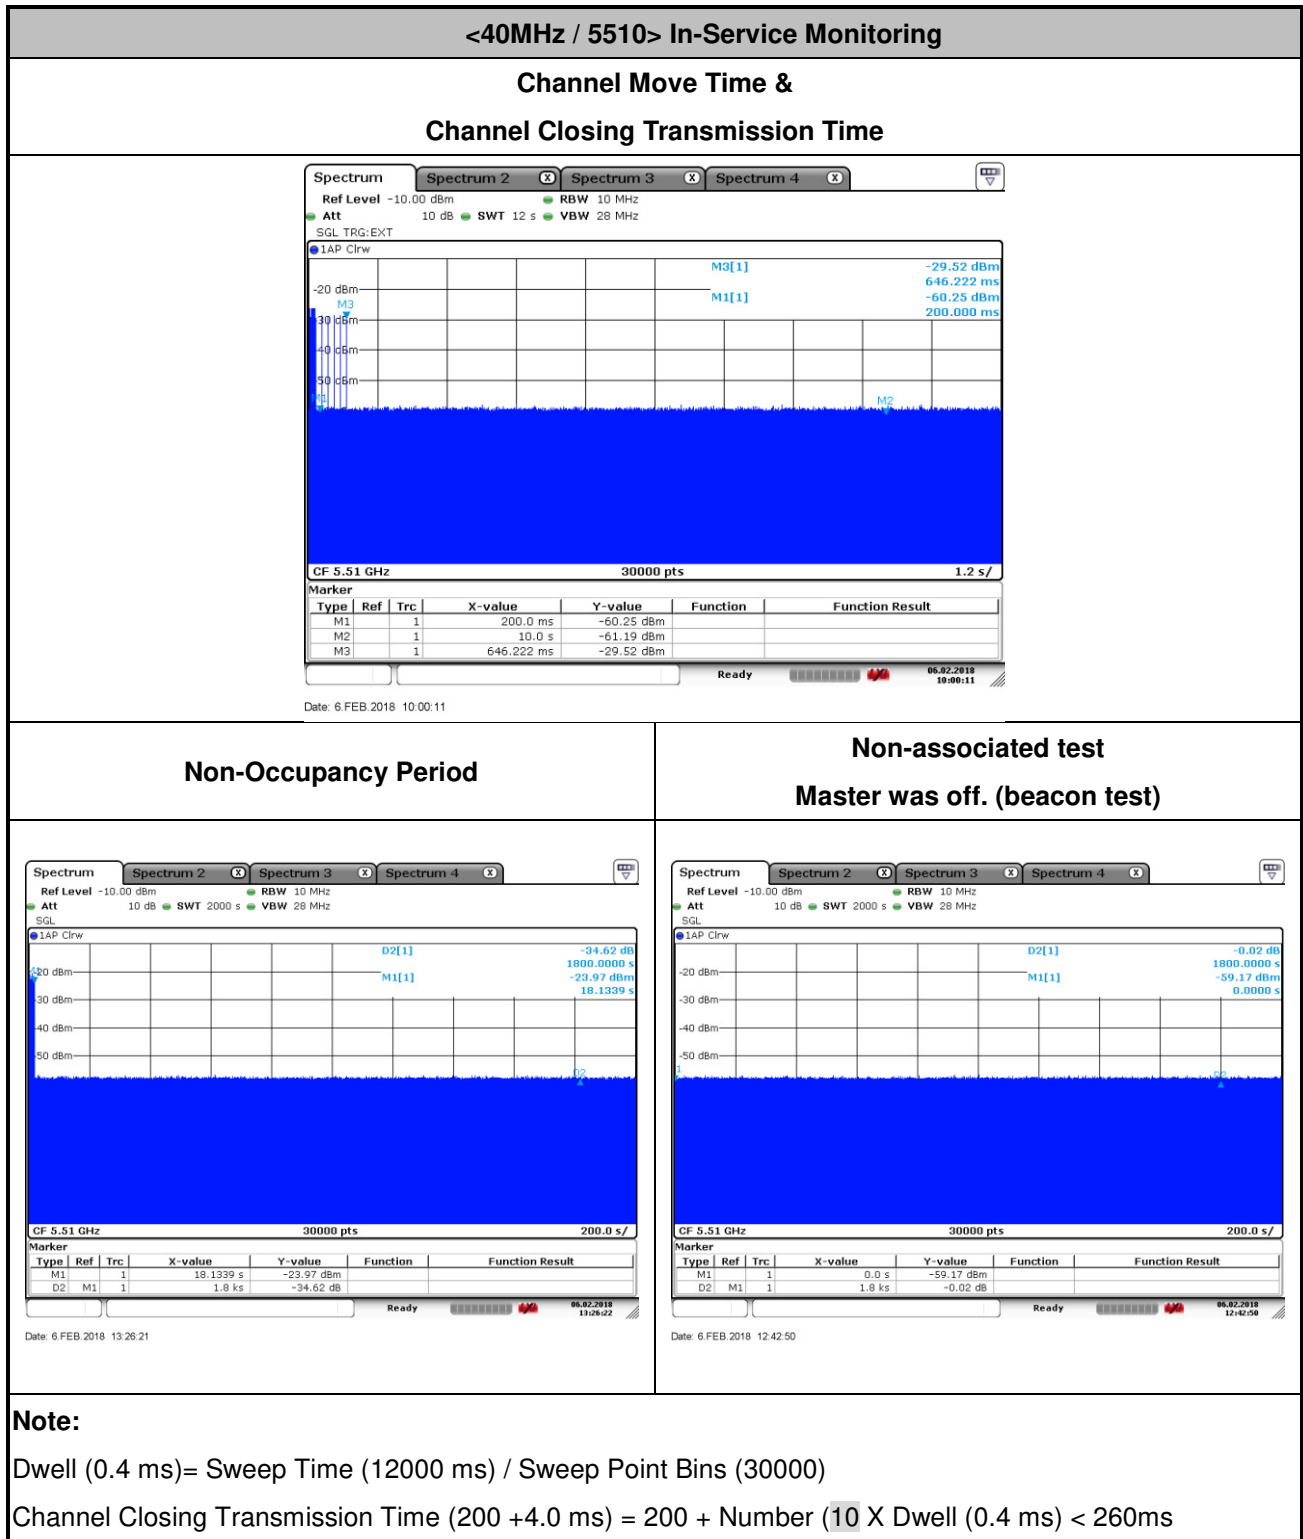 <40MHz / 5510> In-Service Monitoring
Channel Move Time &
Channel Closing Transmission Time
Spectrum Spectrum 2 X Spectrum 3 X Spectrum 4 X
Ref Level -10.00 dBm RBW 10 MHz
Att 10 dB SWT 12 s VBW 28 MHz
SGL TRG:EXT
1AP Clrw
M3[1] -29.52 dBm
646.222 ms
-20 dBm
M1[1] -60.25 dBm
200.000 ms
M3
-30 dBm
-40 dBm
-50 dBm
M1
M2
CF 5.51 GHz 30000 pts 1.2 s/
Marker
Type Ref Trc X-value Y-value Function Function Result
M1 1 200.0 ms -60.25 dBm
M2 1 10.0 s -61.19 dBm
M3 1 646.222 ms -29.52 dBm
Ready 06.02.2018
10:00:11
Date: 6.FEB.2018 10:00:11
Non-Occupancy Period
Non-associated test
Master was off. (beacon test)
Spectrum Spectrum 2 X Spectrum 3 X Spectrum 4 X
Ref Level -10.00 dBm RBW 10 MHz
Att 10 dB SWT 2000 s VBW 28 MHz
SGL
1AP Clrw
D2[1] -34.62 dB
1800.0000 s
-20 dBm
M1[1] -23.97 dBm
18.1339 s
-30 dBm
-40 dBm
-50 dBm
D2
CF 5.51 GHz 30000 pts 200.0 s/
Marker
Type Ref Trc X-value Y-value Function Function Result
M1 1 18.1339 s -23.97 dBm
D2 M1 1 1.8 ks -34.62 dB
Ready 06.02.2018
13:26:22
Date: 6.FEB.2018 13:26:21
Spectrum Spectrum 2 X Spectrum 3 X Spectrum 4 X
Ref Level -10.00 dBm RBW 10 MHz
Att 10 dB SWT 2000 s VBW 28 MHz
SGL
1AP Clrw
D2[1] -0.02 dB
1800.0000 s
-20 dBm
M1[1] -59.17 dBm
0.0000 s
-30 dBm
-40 dBm
-50 dBm
D2
CF 5.51 GHz 30000 pts 200.0 s/
Marker
Type Ref Trc X-value Y-value Function Function Result
M1 1 0.0 s -59.17 dBm
D2 M1 1 1.8 ks -0.02 dB
Ready 06.02.2018
12:42:50
Date: 6.FEB.2018 12:42:50
Note:
Dwell (0.4 ms)= Sweep Time (12000 ms) / Sweep Point Bins (30000)
Channel Closing Transmission Time (200 +4.0 ms) = 200 + Number (10 X Dwell (0.4 ms) < 260ms